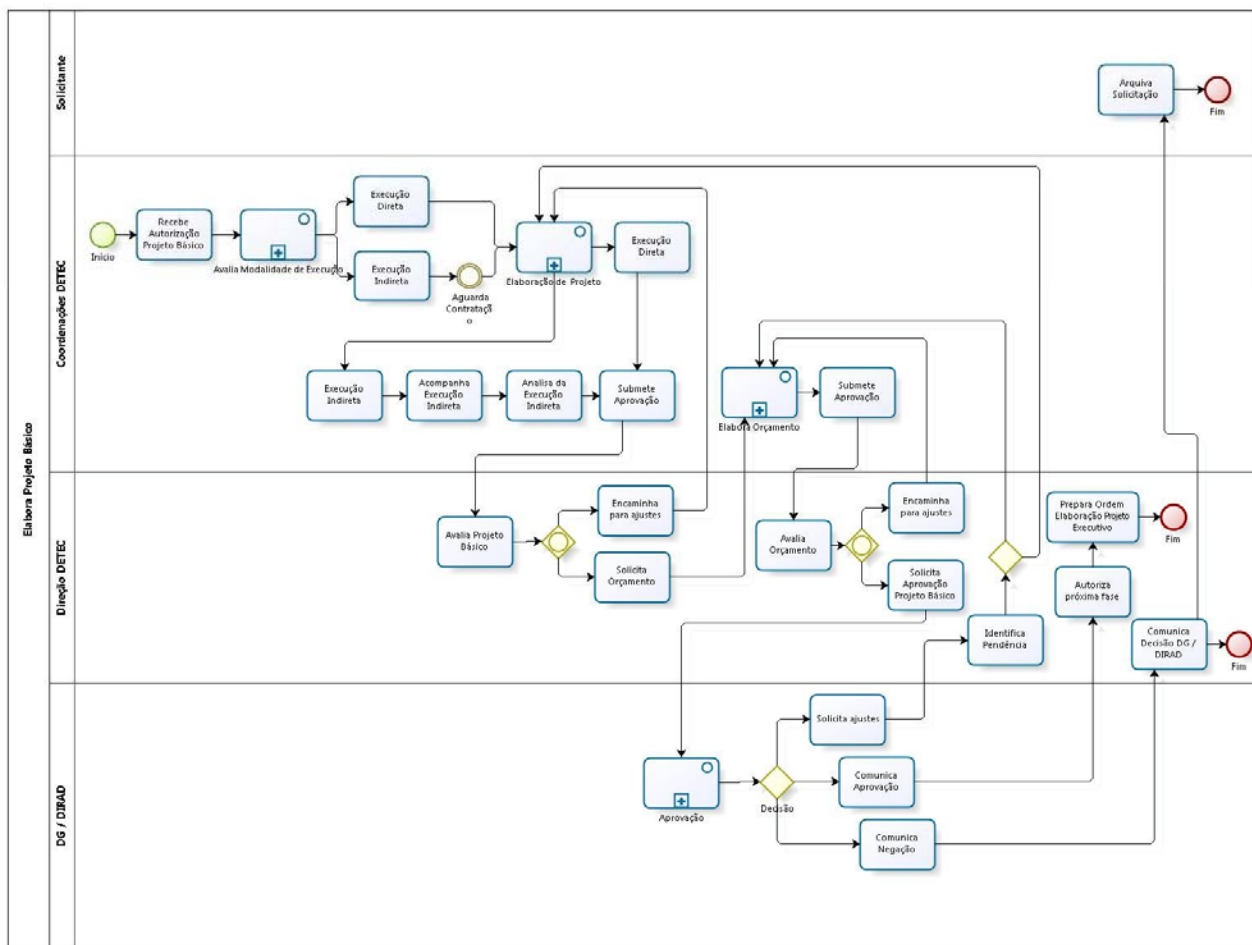 Elabora Projeto Básico
Solicitante
Arquiva
Solicitação
Fim
Coordenações DETEC
Início
Recebe
Autorização
Projeto Básico
Avalia Modalidade de Execução
Execução
Direta
Execução
Indireta
Aguarda
Contrataçã
o
Elaboração de Projeto
Execução
Direta
Execução
Indireta
Acompanha
Execução
Indireta
Analisa da
Execução
Indireta
Submete
Aprovação
Elabora Orçamento
Submete
Aprovação
Direção DETEC
Avalia Projeto
Básico
Encaminha
para ajustes
Solicita
Orçamento
Avalia
Orçamento
Encaminha
para ajustes
Solicita
Aprovação
Projeto Básico
Identifica
Pendência
Prepara Ordem
Elaboração Projeto
Executivo
Fim
Autoriza
próxima fase
Comunica
Decisão DG /
DIRAD
Fim
DG / DIRAD
Aprovação
Decisão
Solicita ajustes
Comunica
Aprovação
Comunica
Negação